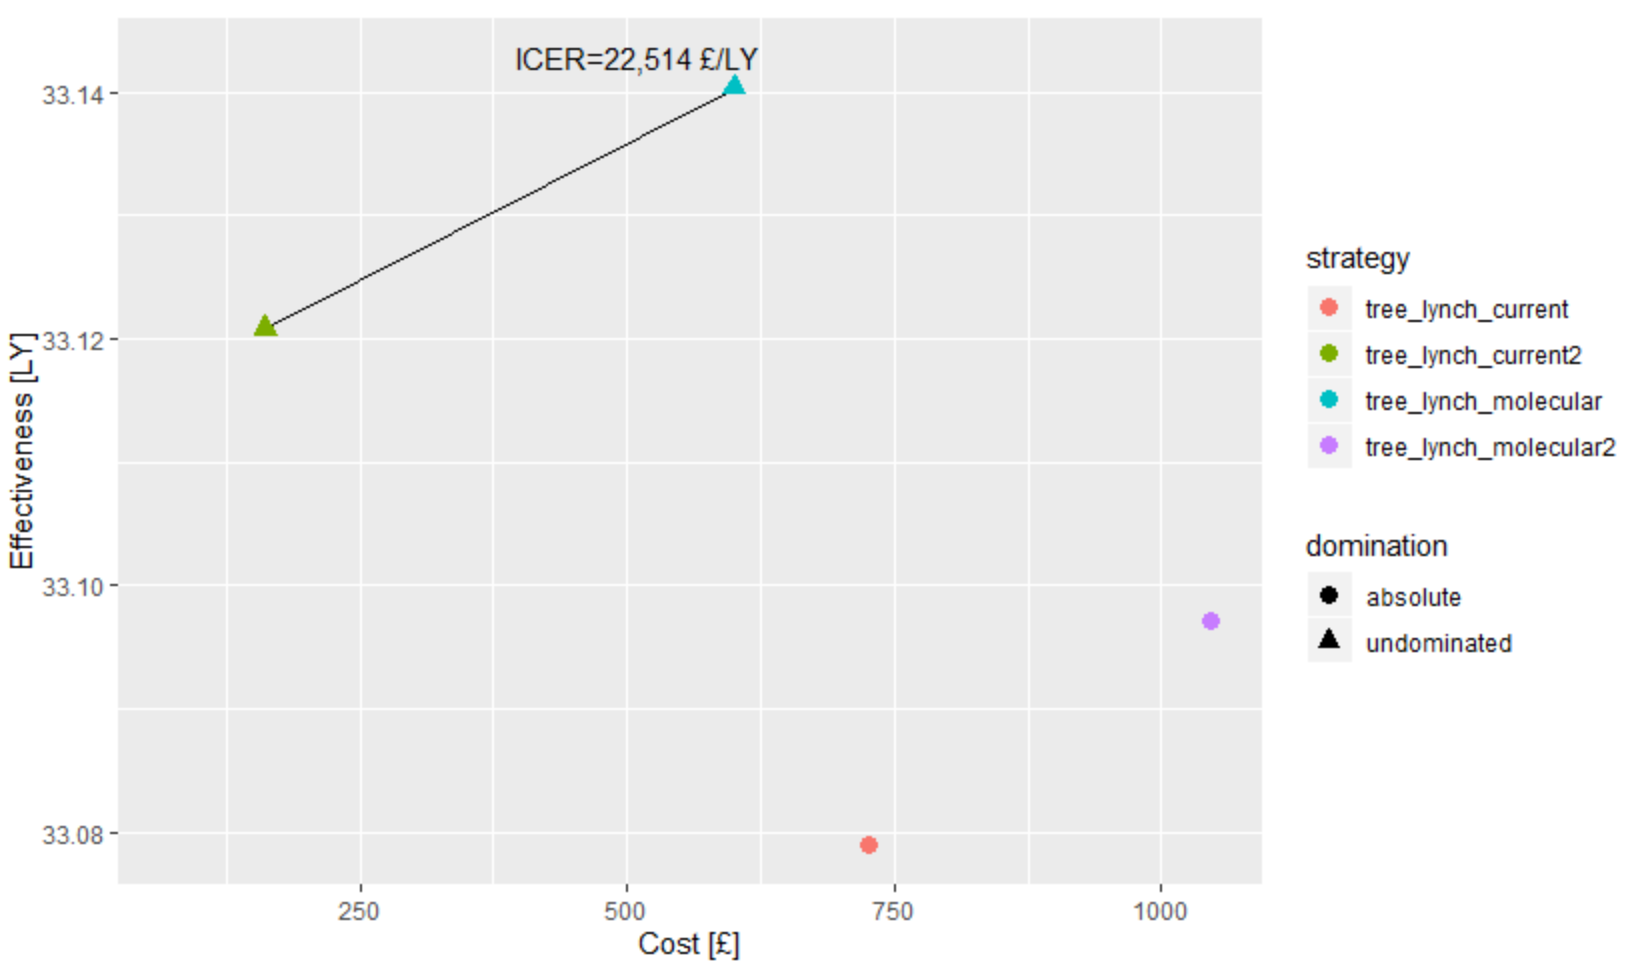 ICER=22,514 £/LY
33.14
33.12
33.10
33.08
Effectiveness [LY]
250
500
750
1000
Cost [£]
strategy
tree_lynch_current
tree_lynch_current2
tree_lynch_molecular
tree_lynch_molecular2
domination
absolute
undominated